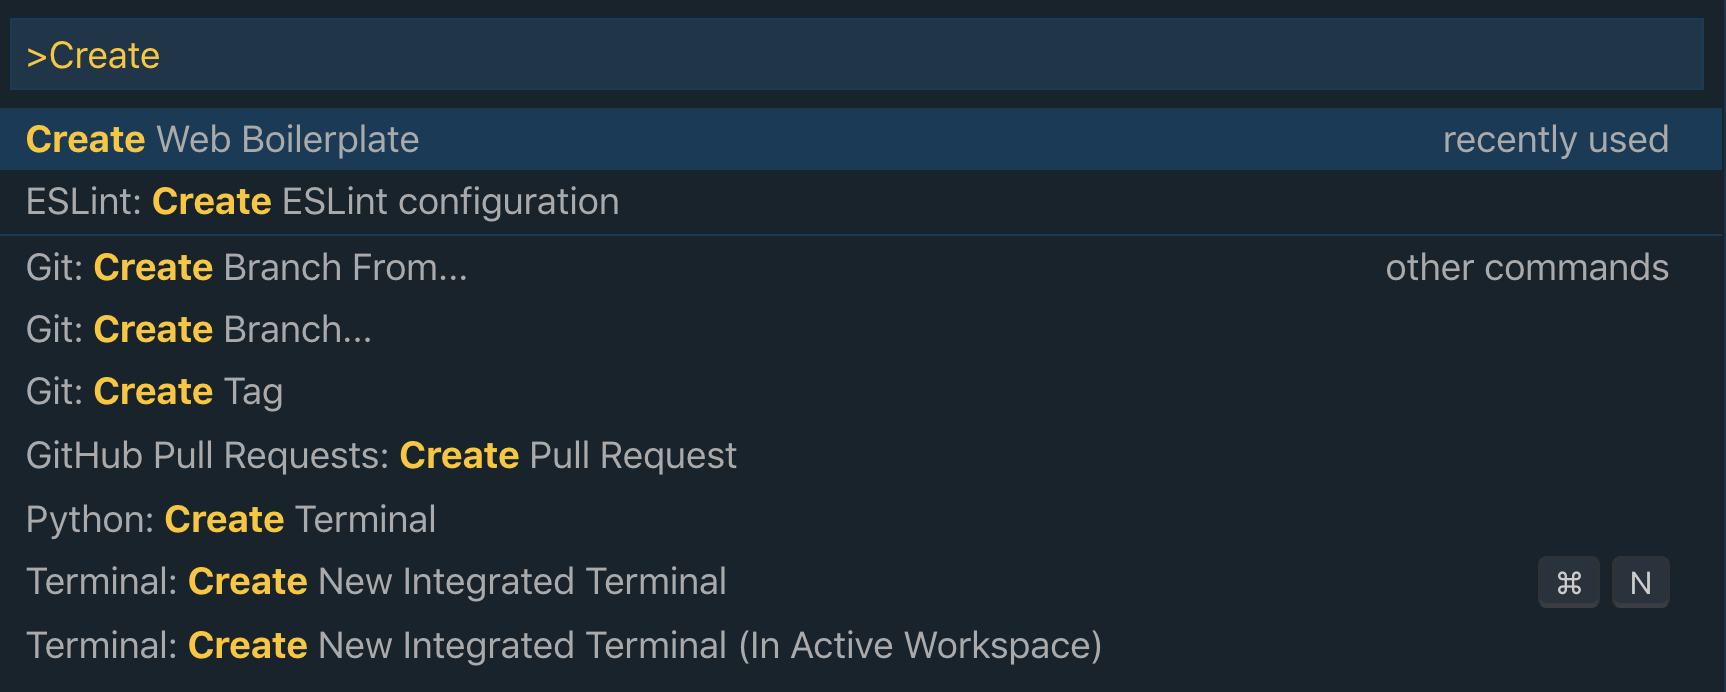 >Create
Create Web Boilerplate recently used
ESLint: Create ESLint configuration
Git: Create Branch From... other commands
Git: Create Branch...
Git: Create Tag
GitHub Pull Requests: Create Pull Request
Python: Create Terminal
Terminal: Create New Integrated Terminal ⌘ N
Terminal: Create New Integrated Terminal (In Active Workspace)